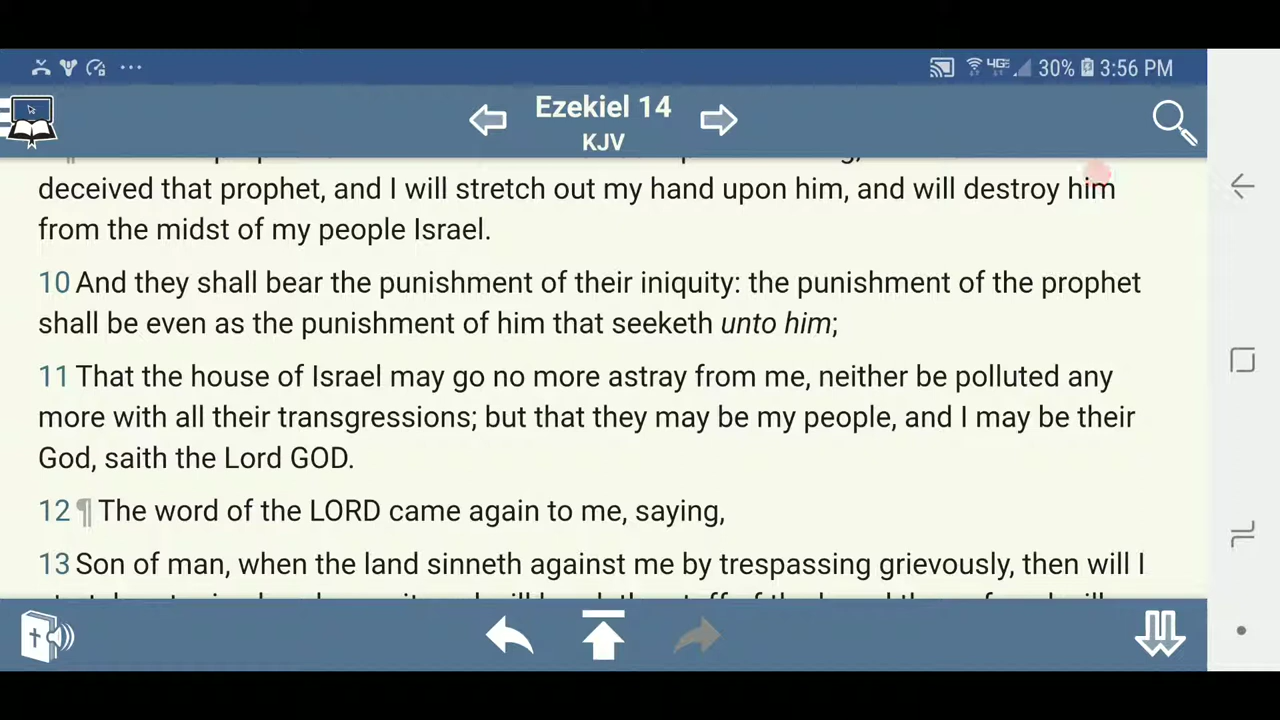 4GE 30% 3:56 PM
Ezekiel 14
KJV
deceived that prophet, and I will stretch out my hand upon him, and will destroy him
from the midst of my people Israel.
10 And they shall bear the punishment of their iniquity: the punishment of the prophet
shall be even as the punishment of him that seeketh unto him;
11 That the house of Israel may go no more astray from me, neither be polluted any
more with all their transgressions; but that they may be my people, and I may be their
God, saith the Lord GOD.
12 ¶ The word of the LORD came again to me, saying,
13 Son of man, when the land sinneth against me by trespassing grievously, then will I